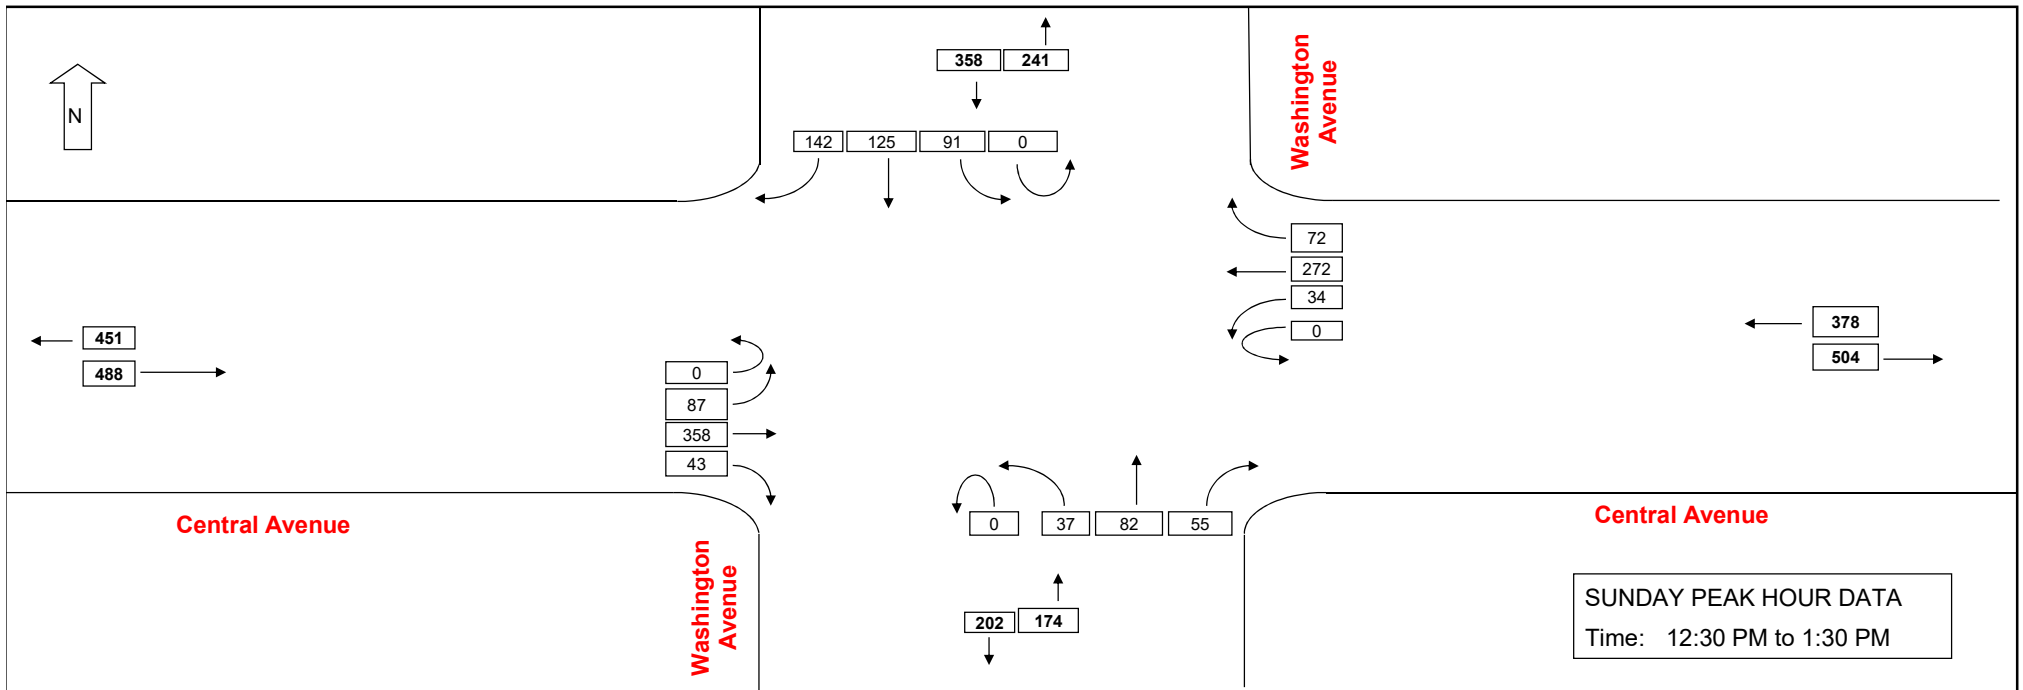 358 241
Washington
Avenue
N
142 125 91 0
72
272
34
0
451
488
378
504
0
87
358
43
Central Avenue
Central Avenue
0 37 82 55
Washington
Avenue
202 174
SUNDAY PEAK HOUR DATA
Time: 12:30 PM to 1:30 PM